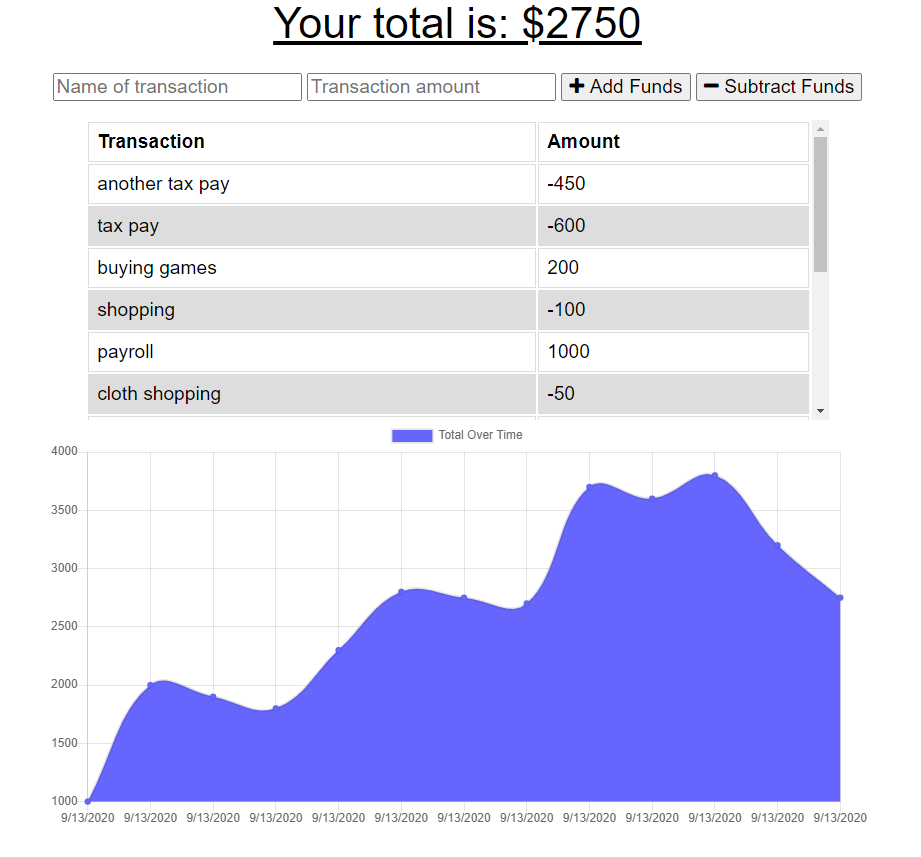 Your total is: $2750
Name of transaction Transaction amount + Add Funds − Subtract Funds
Transaction Amount
another tax pay -450
tax pay -600
buying games 200
shopping -100
payroll 1000
cloth shopping -50
Total Over Time
4000
3500
3000
2500
2000
1500
1000
9/13/2020 9/13/2020 9/13/2020 9/13/2020 9/13/2020 9/13/2020 9/13/2020 9/13/2020 9/13/2020 9/13/2020 9/13/2020 9/13/2020 9/13/2020